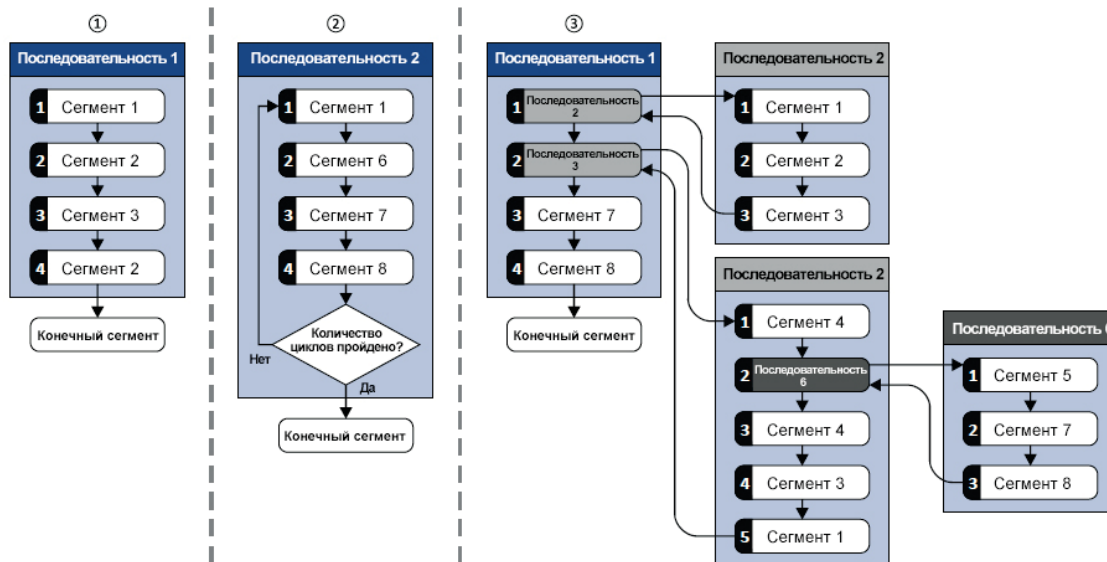 ①
Последовательность 1
1 Сегмент 1
2 Сегмент 2
3 Сегмент 3
4 Сегмент 2
Конечный сегмент
②
Последовательность 2
1 Сегмент 1
2 Сегмент 6
3 Сегмент 7
4 Сегмент 8
Количество
циклов пройдено?
Нет
Да
Конечный сегмент
③
Последовательность 1
1 Последовательность
2
2 Последовательность
3
3 Сегмент 7
4 Сегмент 8
Конечный сегмент
Последовательность 2
1 Сегмент 1
2 Сегмент 2
3 Сегмент 3
Последовательность 2
1 Сегмент 4
2 Последовательность
6
3 Сегмент 4
4 Сегмент 3
5 Сегмент 1
Последовательность
1 Сегмент 5
2 Сегмент 7
3 Сегмент 8